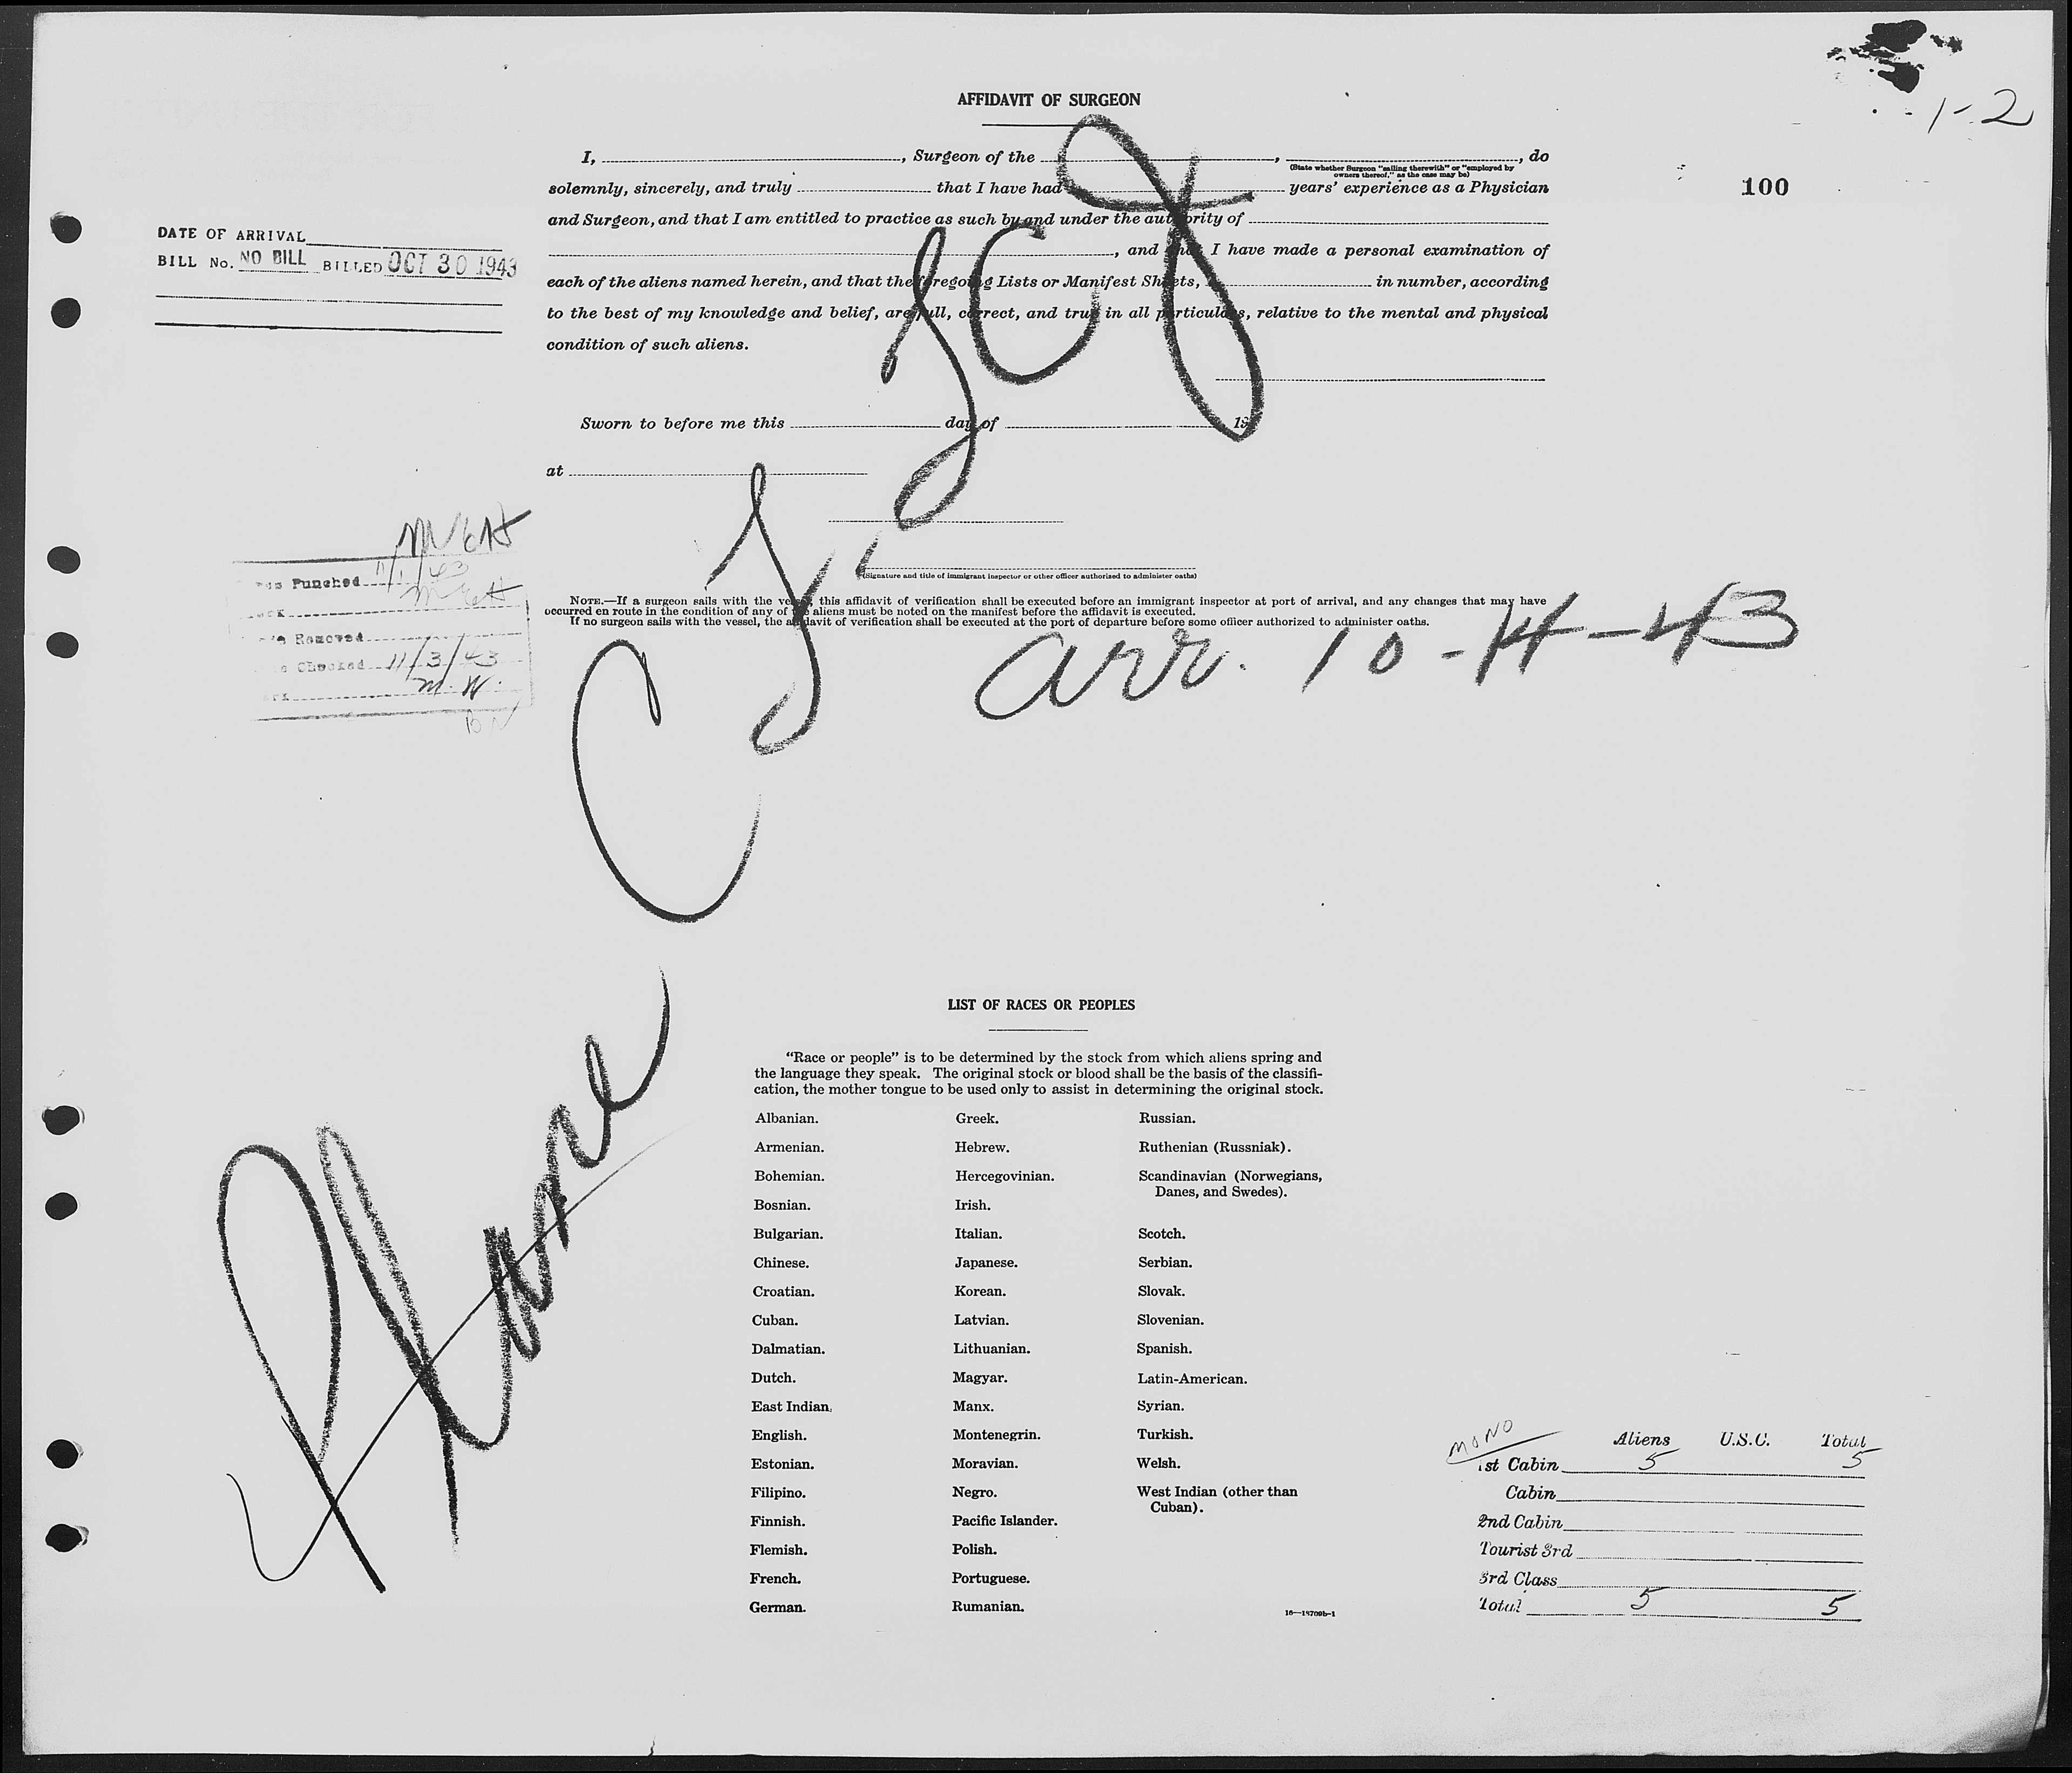 1-2
AFFIDAVIT OF SURGEON
100
I, , Surgeon of the , , do
(State whether Surgeon "sailing therewith" or "employed by
owners thereof," as the case may be)
solemnly, sincerely, and truly that I have had years' experience as a Physician
and Surgeon, and that I am entitled to practice as such by and under the authority of
, and that I have made a personal examination of
each of the aliens named herein, and that the foregoing Lists or Manifest Sheets, in number, according
to the best of my knowledge and belief, are full, correct, and true in all particulars, relative to the mental and physical
condition of such aliens.
DATE OF ARRIVAL
BILL No. NO BILL BILLED OCT 30 1943
Sworn to before me this day of 19
at
(Signature and title of immigrant inspector or other officer authorized to administer oaths)
NOTE.—If a surgeon sails with the vessel, this affidavit of verification shall be executed before an immigrant inspector at port of arrival, and any changes that may have
occurred en route in the condition of any of the aliens must be noted on the manifest before the affidavit is executed.
If no surgeon sails with the vessel, the affidavit of verification shall be executed at the port of departure before some officer authorized to administer oaths.
Punched 11/1/43
Removed
Checked 11/3/43
M. W.
arr. 10-14-43
Plane
LIST OF RACES OR PEOPLES
"Race or people" is to be determined by the stock from which aliens spring and
the language they speak. The original stock or blood shall be the basis of the classifi-
cation, the mother tongue to be used only to assist in determining the original stock.
Albanian. Greek. Russian.
Armenian. Hebrew. Ruthenian (Russniak).
Bohemian. Hercegovinian. Scandinavian (Norwegians,
Danes, and Swedes).
Bosnian. Irish.
Bulgarian. Italian. Scotch.
Chinese. Japanese. Serbian.
Croatian. Korean. Slovak.
Cuban. Latvian. Slovenian.
Dalmatian. Lithuanian. Spanish.
Dutch. Magyar. Latin-American.
East Indian. Manx. Syrian.
English. Montenegrin. Turkish.
Estonian. Moravian. Welsh.
Filipino. Negro. West Indian (other than
Cuban).
Finnish. Pacific Islander.
Flemish. Polish.
French. Portuguese.
German. Rumanian.
16—18709b-1
MONO
Aliens U.S.C. Total
1st Cabin 5 5
Cabin
2nd Cabin
Tourist 3rd
3rd Class
Total 5 5